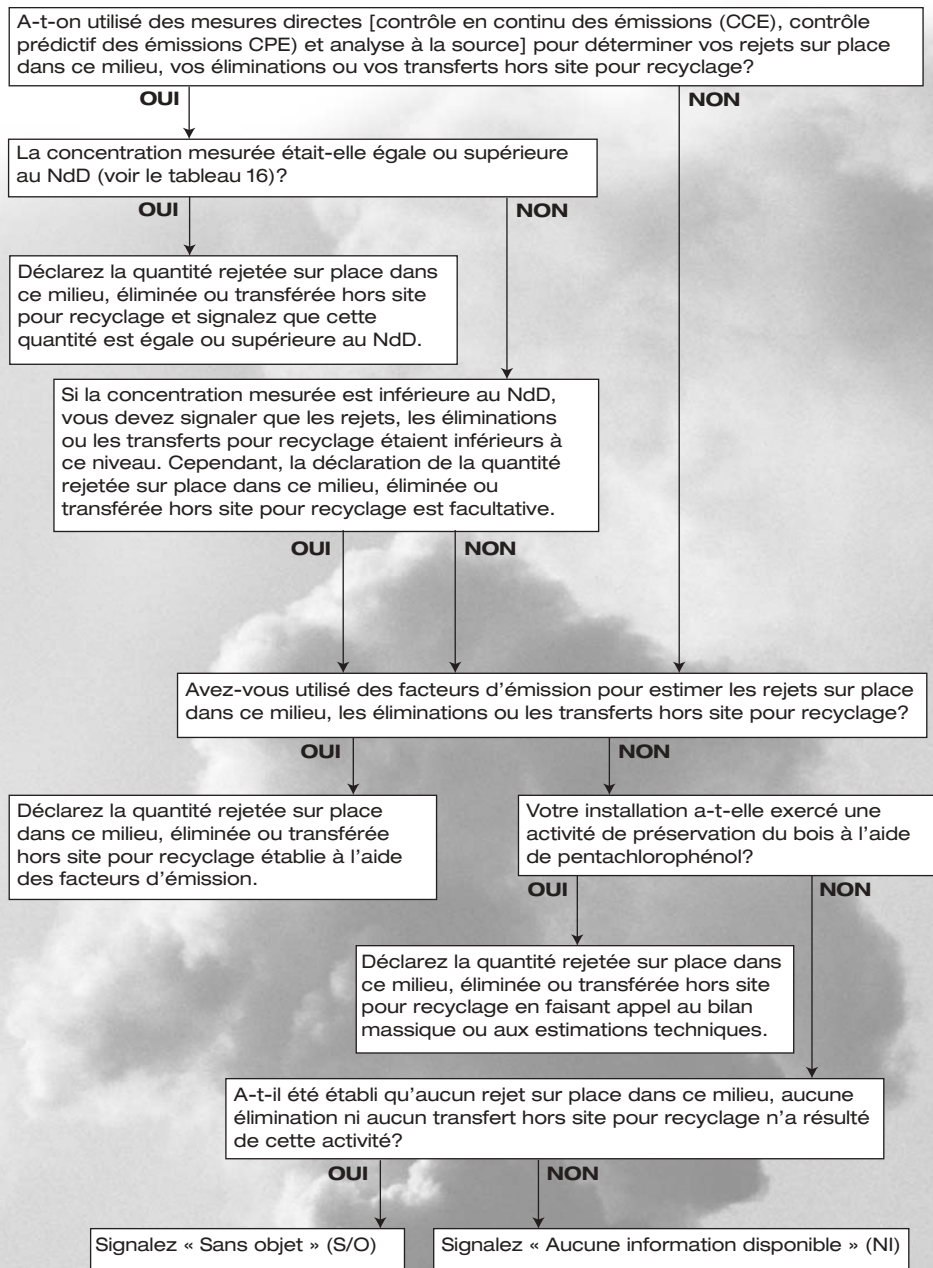 A-t-on utilisé des mesures directes [contrôle en continu des émissions (CCE), contrôle
prédictif des émissions CPE) et analyse à la source] pour déterminer vos rejets sur place
dans ce milieu, vos éliminations ou vos transferts hors site pour recyclage?
OUI
NON
La concentration mesurée était-elle égale ou supérieure
au NdD (voir le tableau 16)?
OUI
NON
Déclarez la quantité rejetée sur place dans
ce milieu, éliminée ou transférée hors site
pour recyclage et signalez que cette
quantité est égale ou supérieure au NdD.
Si la concentration mesurée est inférieure au NdD,
vous devez signaler que les rejets, les éliminations
ou les transferts pour recyclage étaient inférieurs à
ce niveau. Cependant, la déclaration de la quantité
rejetée sur place dans ce milieu, éliminée ou
transférée hors site pour recyclage est facultative.
OUI
NON
Avez-vous utilisé des facteurs d'émission pour estimer les rejets sur place
dans ce milieu, les éliminations ou les transferts hors site pour recyclage?
OUI
NON
Déclarez la quantité rejetée sur place
dans ce milieu, éliminée ou transférée
hors site pour recyclage établie à l'aide
des facteurs d'émission.
Votre installation a-t-elle exercé une
activité de préservation du bois à l'aide
de pentachlorophénol?
OUI
NON
Déclarez la quantité rejetée sur place dans
ce milieu, éliminée ou transférée hors site
pour recyclage en faisant appel au bilan
massique ou aux estimations techniques.
A-t-il été établi qu'aucun rejet sur place dans ce milieu, aucune
élimination ni aucun transfert hors site pour recyclage n'a résulté
de cette activité?
OUI
NON
Signalez « Sans objet » (S/O)
Signalez « Aucune information disponible » (NI)